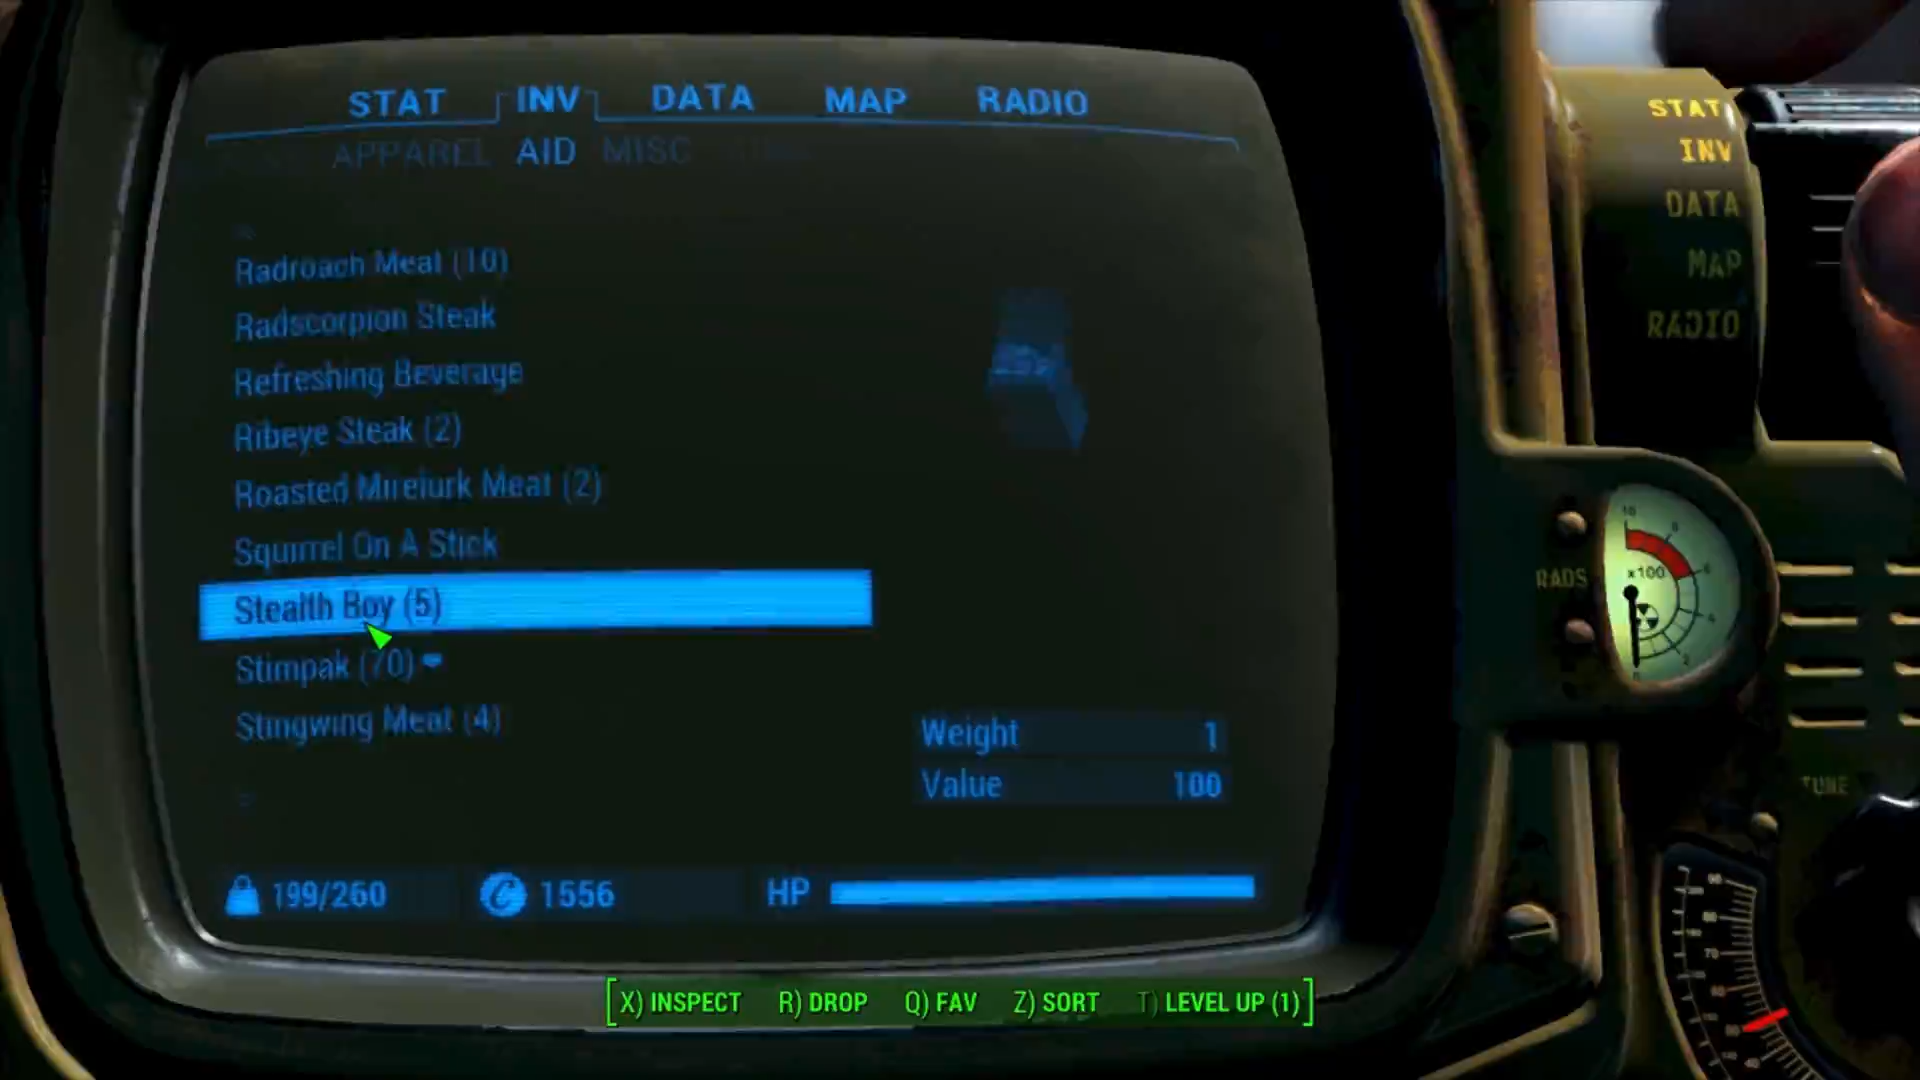 STAT INV DATA MAP RADIO
APPAREL AID MISC
Radroach Meat (10)
Radscorpion Steak
Refreshing Beverage
Ribeye Steak (2)
Roasted Mirelurk Meat (2)
Squirrel On A Stick
Stealth Boy (5)
Stimpak (70)
Stingwing Meat (4)
Weight 1
Value 100
199/260 1556 HP
X) INSPECT R) DROP Q) FAV Z) SORT T) LEVEL UP (1)
STAT
INV
DATA
MAP
RADIO
RADS
x100
TUNE